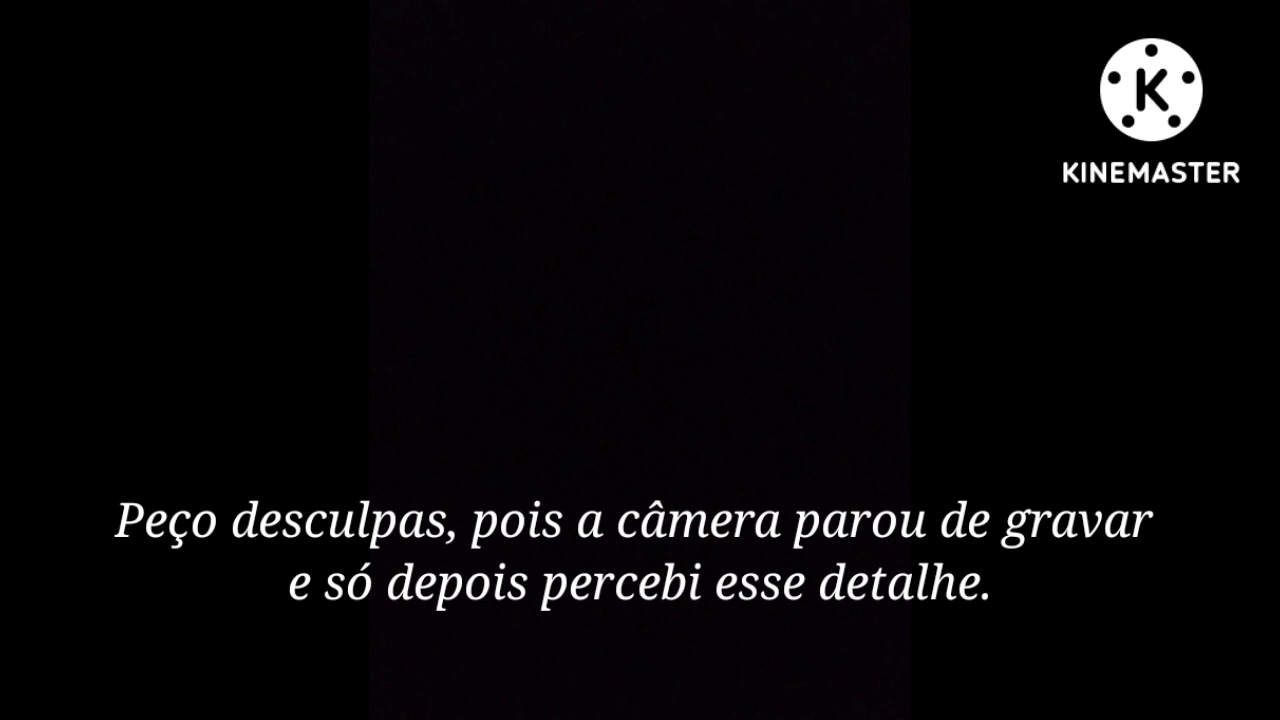 K
KINEMASTER
Peço desculpas, pois a câmera parou de gravar
e só depois percebi esse detalhe.